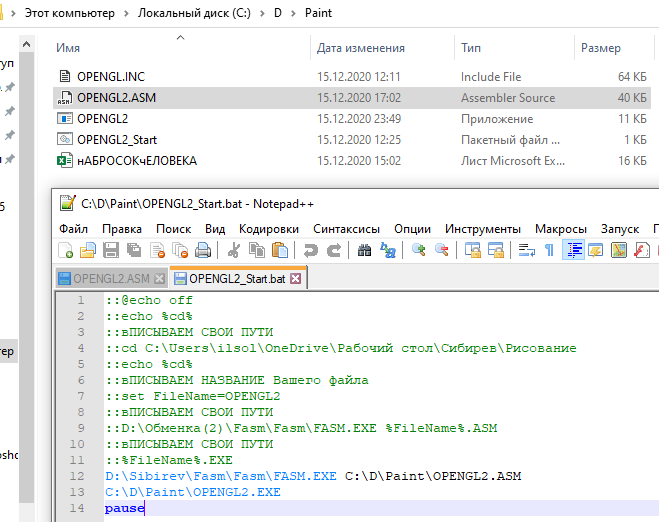 Этот компьютер > Локальный диск (C:) > D > Paint
Имя Дата изменения Тип Размер
OPENGL.INC 15.12.2020 12:11 Include File 64 КБ
OPENGL2.ASM 15.12.2020 17:02 Assembler Source 40 КБ
OPENGL2 15.12.2020 23:49 Приложение 11 КБ
OPENGL2_Start 15.12.2020 12:25 Пакетный файл ... 1 КБ
нАБРОСОКчЕЛОВЕКА 15.12.2020 15:02 Лист Microsoft Ex... 16 КБ
C:\D\Paint\OPENGL2_Start.bat - Notepad++
Файл Правка Поиск Вид Кодировки Синтаксисы Опции Инструменты Макросы Запуск
OPENGL2.ASM OPENGL2_Start.bat
1 ::@echo off
2 ::echo %cd%
3 ::вПИСЫВАЕМ СВОИ ПУТИ
4 ::cd C:\Users\ilsol\OneDrive\Рабочий стол\Сибирев\Рисование
5 ::echo %cd%
6 ::вПИСЫВАЕМ НАЗВАНИЕ Вашего файла
7 ::set FileName=OPENGL2
8 ::вПИСЫВАЕМ СВОИ ПУТИ
9 ::D:\Обменка(2)\Fasm\Fasm\FASM.EXE %FileName%.ASM
10 ::вПИСЫВАЕМ СВОИ ПУТИ
11 ::%FileName%.EXE
12 D:\Sibirev\Fasm\Fasm\FASM.EXE C:\D\Paint\OPENGL2.ASM
13 C:\D\Paint\OPENGL2.EXE
14 pause